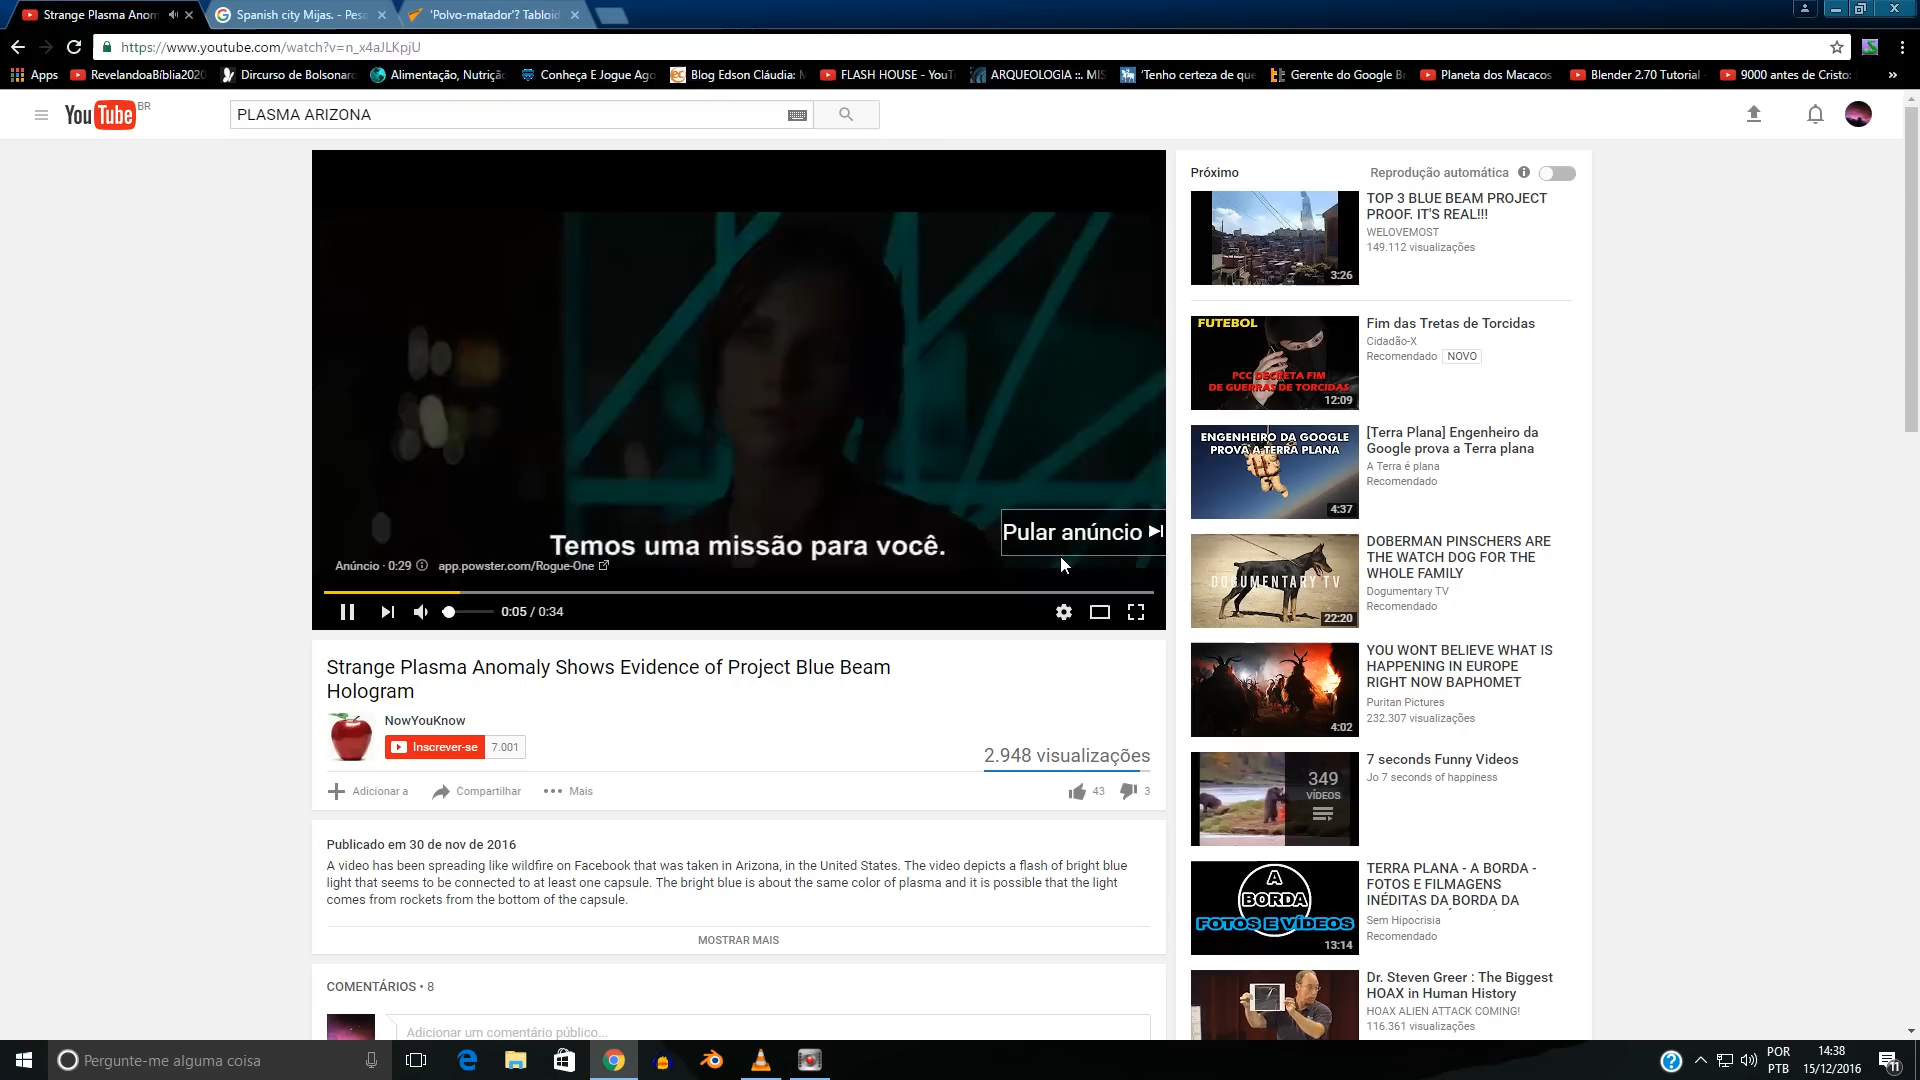 Strange Plasma Anom
Spanish city Mijas. - Pes
'Polvo-matador'? Tabloid
https://www.youtube.com/watch?v=n_x4aJLKpjU
Apps
RevelandoaBíblia2020
Dircurso de Bolsonar
Alimentação, Nutriçã
Conheça E Jogue Ago
Blog Edson Cláudia: M
FLASH HOUSE - YouT
ARQUEOLOGIA ::. MIS
'Tenho certeza de que
Gerente do Google B
Planeta dos Macacos
Blender 2.70 Tutorial
9000 antes de Cristo:
»
YouTube BR
PLASMA ARIZONA
Temos uma missão para você.
Pular anúncio
Anúncio · 0:29
app.powster.com/Rogue-One
0:05 / 0:34
Strange Plasma Anomaly Shows Evidence of Project Blue Beam
Hologram
NowYouKnow
Inscrever-se 7.001
2.948 visualizações
Adicionar a
Compartilhar
Mais
43
3
Publicado em 30 de nov de 2016
A video has been spreading like wildfire on Facebook that was taken in Arizona, in the United States. The video depicts a flash of bright blue
light that seems to be connected to at least one capsule. The bright blue is about the same color of plasma and it is possible that the light
comes from rockets from the bottom of the capsule.
MOSTRAR MAIS
COMENTÁRIOS • 8
Adicionar um comentário público...
Próximo
Reprodução automática
TOP 3 BLUE BEAM PROJECT
PROOF. IT'S REAL!!!
WELOVEMOST
149.112 visualizações
3:26
FUTEBOL
PCC DECRETA FIM
DE GUERRAS DE TORCIDAS
12:09
Fim das Tretas de Torcidas
Cidadão-X
Recomendado NOVO
ENGENHEIRO DA GOOGLE
PROVA A TERRA PLANA
4:37
[Terra Plana] Engenheiro da
Google prova a Terra plana
A Terra é plana
Recomendado
DOGUMENTARY TV
22:20
DOBERMAN PINSCHERS ARE
THE WATCH DOG FOR THE
WHOLE FAMILY
Dogumentary TV
Recomendado
4:02
YOU WONT BELIEVE WHAT IS
HAPPENING IN EUROPE
RIGHT NOW BAPHOMET
Puritan Pictures
232.307 visualizações
349
VÍDEOS
7 seconds Funny Videos
Jo 7 seconds of happiness
A
BORDA
FOTOS E VÍDEOS
13:14
TERRA PLANA - A BORDA -
FOTOS E FILMAGENS
INÉDITAS DA BORDA DA
Sem Hipocrisia
Recomendado
Dr. Steven Greer : The Biggest
HOAX in Human History
HOAX ALIEN ATTACK COMING!
116.361 visualizações
Pergunte-me alguma coisa
POR
PTB
14:38
15/12/2016
11